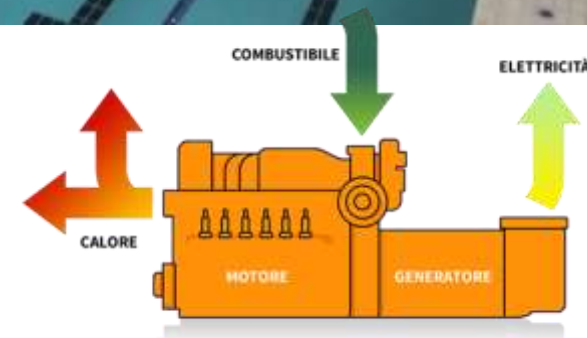 COMBUSTIBILE
ELETTRICITÀ
CALORE
MOTORE
GENERATORE